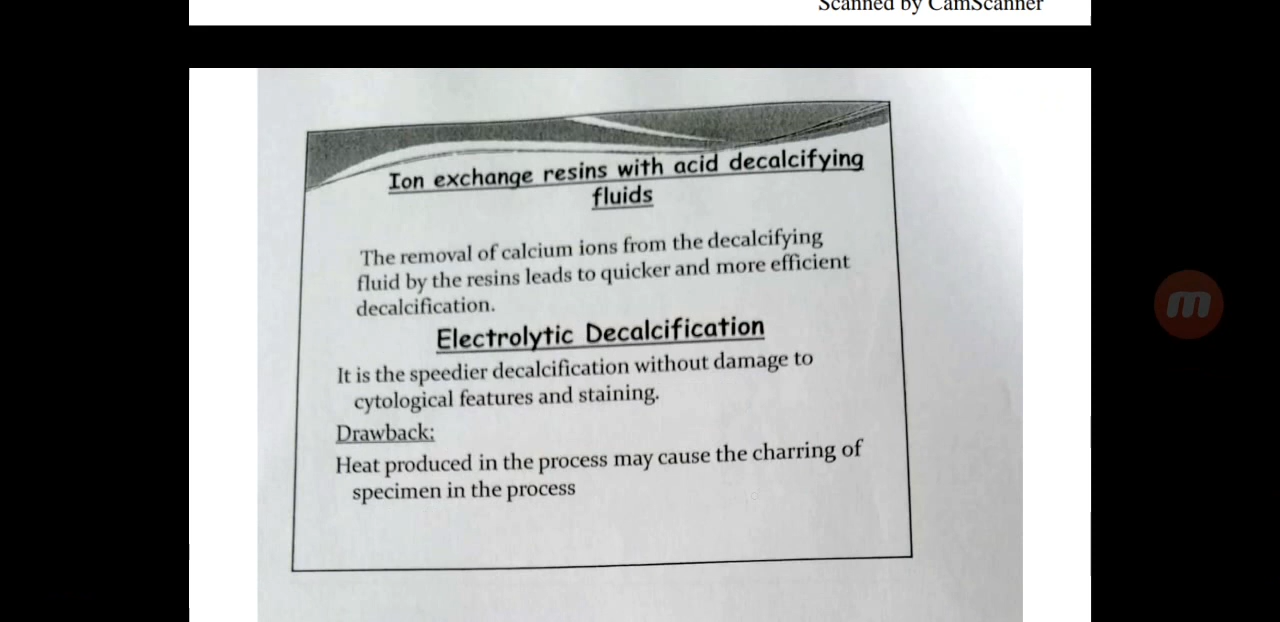 Scanned by CamScanner
Ion exchange resins with acid decalcifying
fluids
The removal of calcium ions from the decalcifying
fluid by the resins leads to quicker and more efficient
decalcification.
Electrolytic Decalcification
It is the speedier decalcification without damage to
cytological features and staining.
Drawback:
Heat produced in the process may cause the charring of
specimen in the process